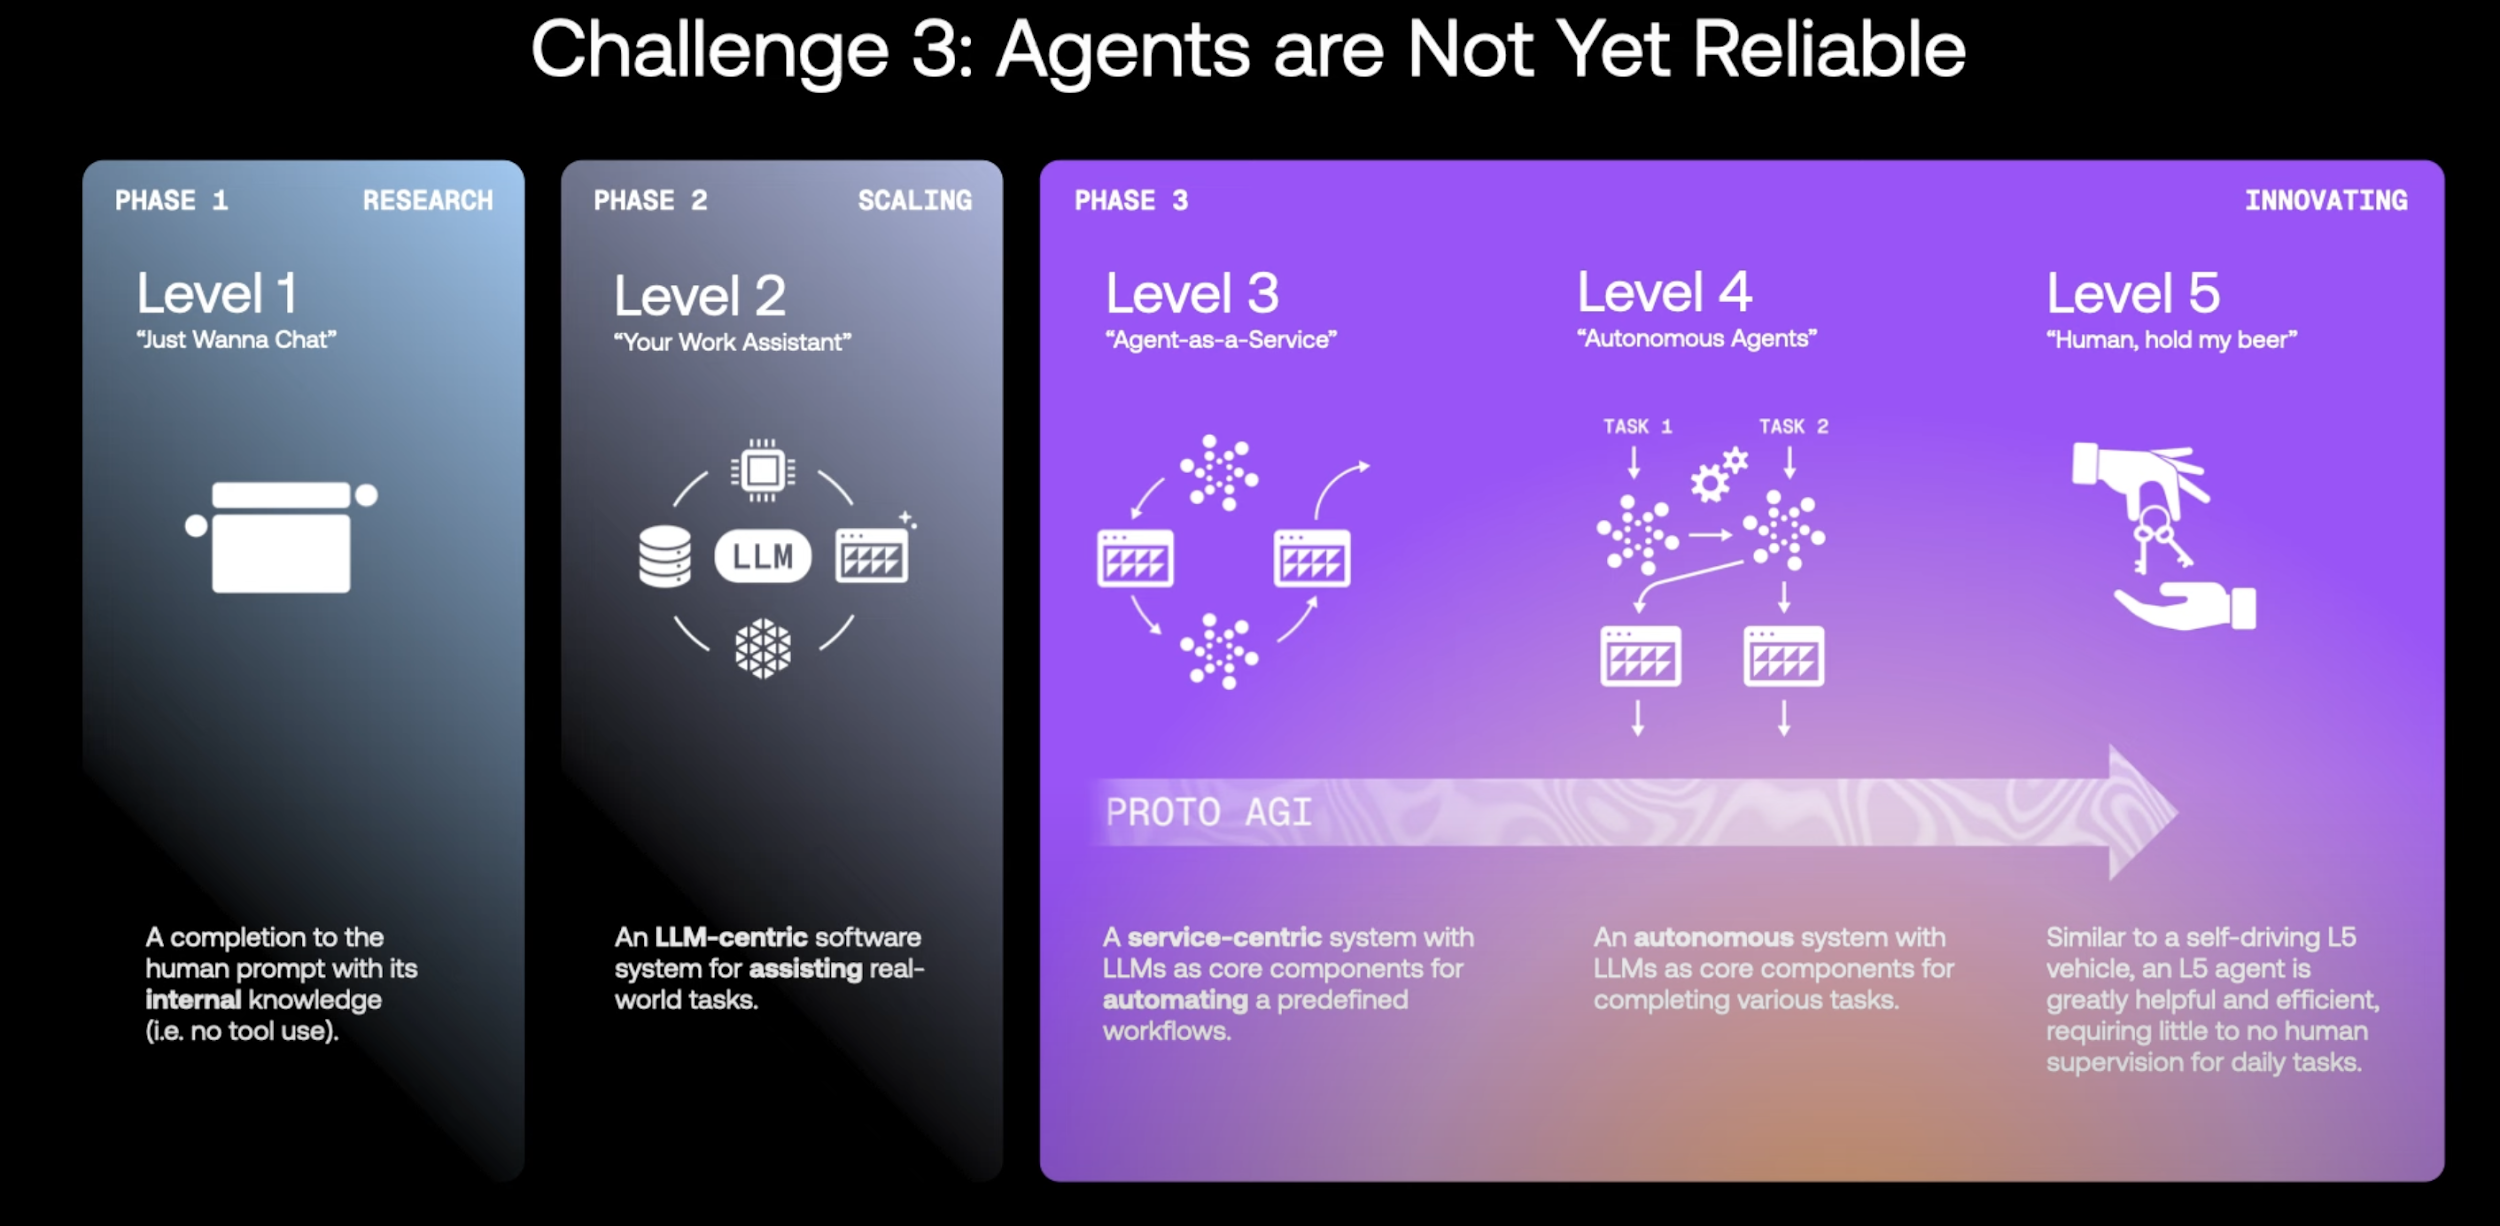 Challenge 3: Agents are Not Yet Reliable
PHASE 1 RESEARCH
Level 1
“Just Wanna Chat”
A completion to the
human prompt with its
internal knowledge
(i.e. no tool use).
PHASE 2 SCALING
Level 2
“Your Work Assistant”
LLM
An LLM-centric software
system for assisting real-
world tasks.
PHASE 3 INNOVATING
Level 3
“Agent-as-a-Service”
Level 4
“Autonomous Agents”
TASK 1 TASK 2
Level 5
“Human, hold my beer”
PROTO AGI
A service-centric system with
LLMs as core components for
automating a predefined
workflows.
An autonomous system with
LLMs as core components for
completing various tasks.
Similar to a self-driving L5
vehicle, an L5 agent is
greatly helpful and efficient,
requiring little to no human
supervision for daily tasks.